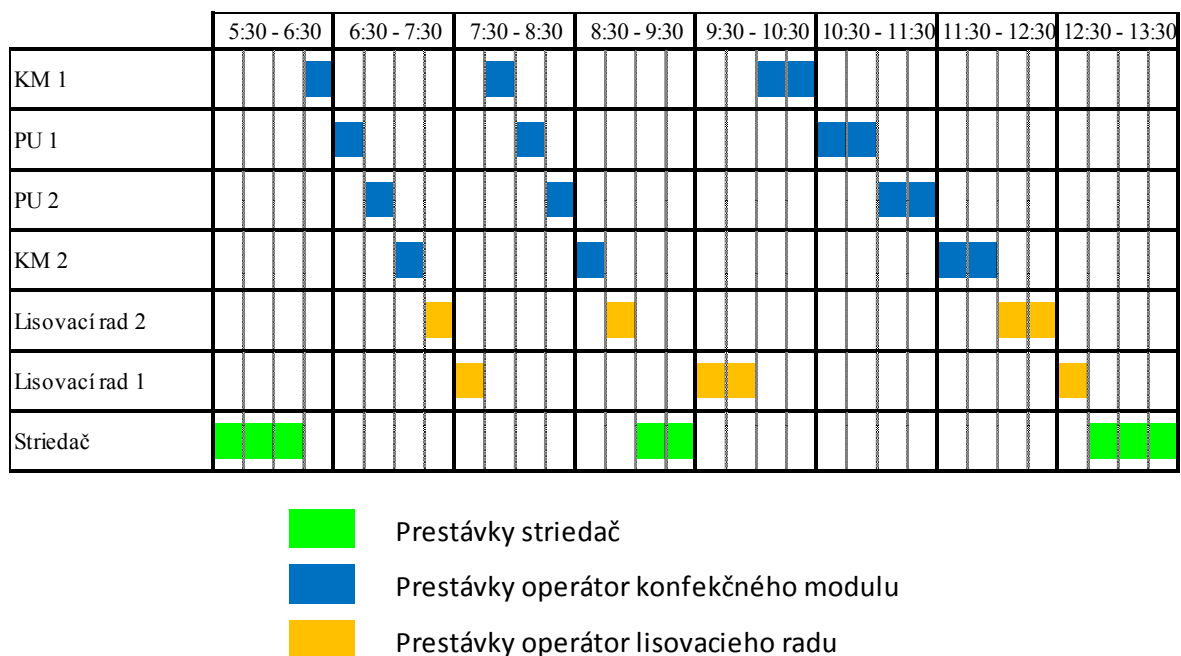 5:30 - 6:30 6:30 - 7:30 7:30 - 8:30 8:30 - 9:30 9:30 - 10:30 10:30 - 11:30 11:30 - 12:30 12:30 - 13:30
KM 1
PU 1
PU 2
KM 2
Lisovací rad 2
Lisovací rad 1
Striedač
Prestávky striedač
Prestávky operátor konfekčného modulu
Prestávky operátor lisovacieho radu